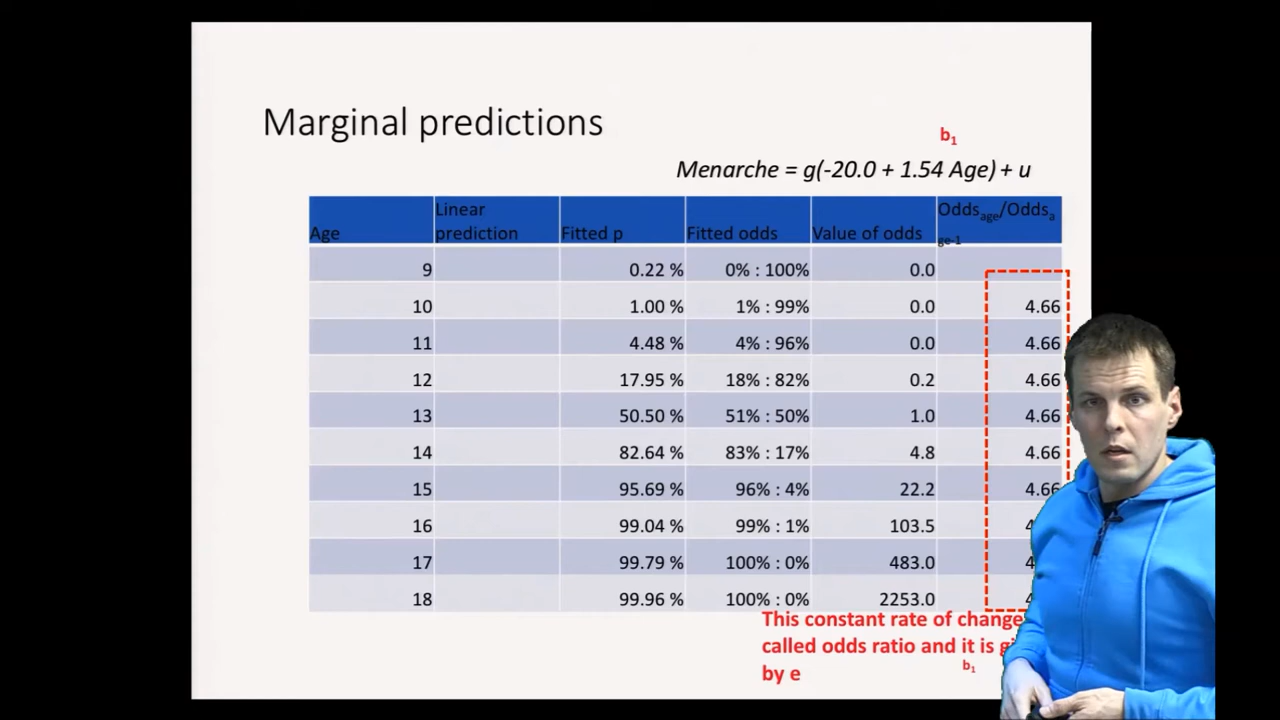 Marginal predictions
b1
Menarche = g(-20.0 + 1.54 Age) + u
Age Linear prediction Fitted p Fitted odds Value of odds Oddsage/Oddsage-1
9 0.22 % 0% : 100% 0.0
10 1.00 % 1% : 99% 0.0 4.66
11 4.48 % 4% : 96% 0.0 4.66
12 17.95 % 18% : 82% 0.2 4.66
13 50.50 % 51% : 50% 1.0 4.66
14 82.64 % 83% : 17% 4.8 4.66
15 95.69 % 96% : 4% 22.2 4.66
16 99.04 % 99% : 1% 103.5
17 99.79 % 100% : 0% 483.0
18 99.96 % 100% : 0% 2253.0
This constant rate of change
called odds ratio and it is
by e b1